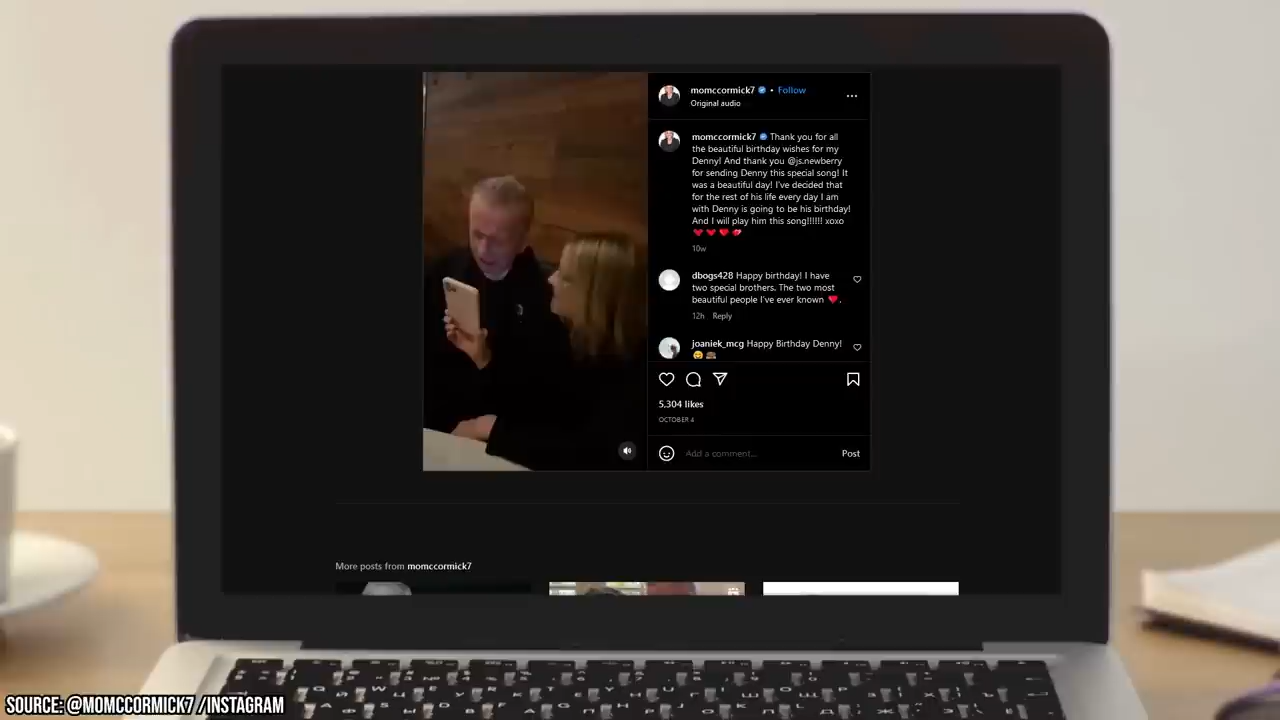 momccormick7 • Follow
Original audio
momccormick7 Thank you for all
the beautiful birthday wishes for my
Denny! And thank you @js.newberry
for sending Denny this special song! It
was a beautiful day! I've decided that
for the rest of his life every day I am
with Denny is going to be his birthday!
And I will play him this song!!!!!! xoxo
❤️❤️❤️💝
10w
dbogs428 Happy birthday! I have
two special brothers. The two most
beautiful people I've ever known ❤️.
12h Reply
joaniek_mcg Happy Birthday Denny!
5,304 likes
OCTOBER 4
Add a comment... Post
More posts from momccormick7
SOURCE: @MOMCCORMICK7 /INSTAGRAM